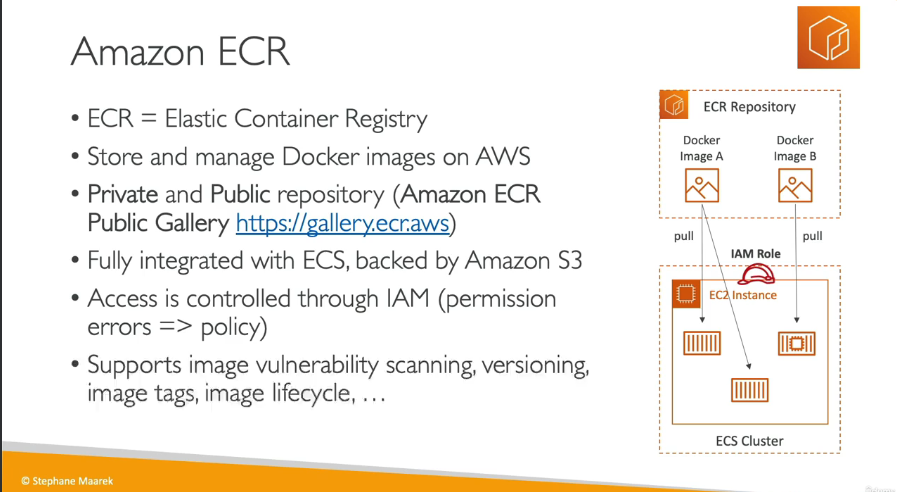 Amazon ECR
• ECR = Elastic Container Registry
• Store and manage Docker images on AWS
• Private and Public repository (Amazon ECR
Public Gallery https://gallery.ecr.aws)
• Fully integrated with ECS, backed by Amazon S3
• Access is controlled through IAM (permission
errors => policy)
• Supports image vulnerability scanning, versioning,
image tags, image lifecycle, …
ECR Repository
Docker
Image A
Docker
Image B
pull
pull
IAM Role
EC2 Instance
ECS Cluster
© Stephane Maarek